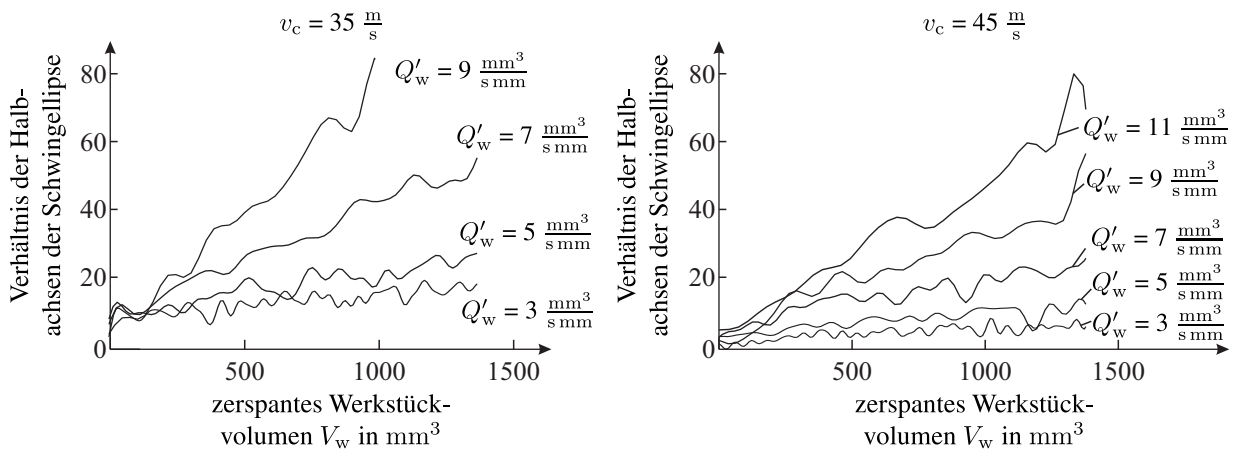 v_c = 35 m/s
Verhältnis der Halb-
achsen der Schwingellipse
80
60
40
20
0
Q′_w = 9 mm³/s mm
Q′_w = 7 mm³/s mm
Q′_w = 5 mm³/s mm
Q′_w = 3 mm³/s mm
500 1000 1500
zerspantes Werkstück-
volumen V_w in mm³
v_c = 45 m/s
Verhältnis der Halb-
achsen der Schwingellipse
80
60
40
20
0
Q′_w = 11 mm³/s mm
Q′_w = 9 mm³/s mm
Q′_w = 7 mm³/s mm
Q′_w = 5 mm³/s mm
Q′_w = 3 mm³/s mm
500 1000 1500
zerspantes Werkstück-
volumen V_w in mm³